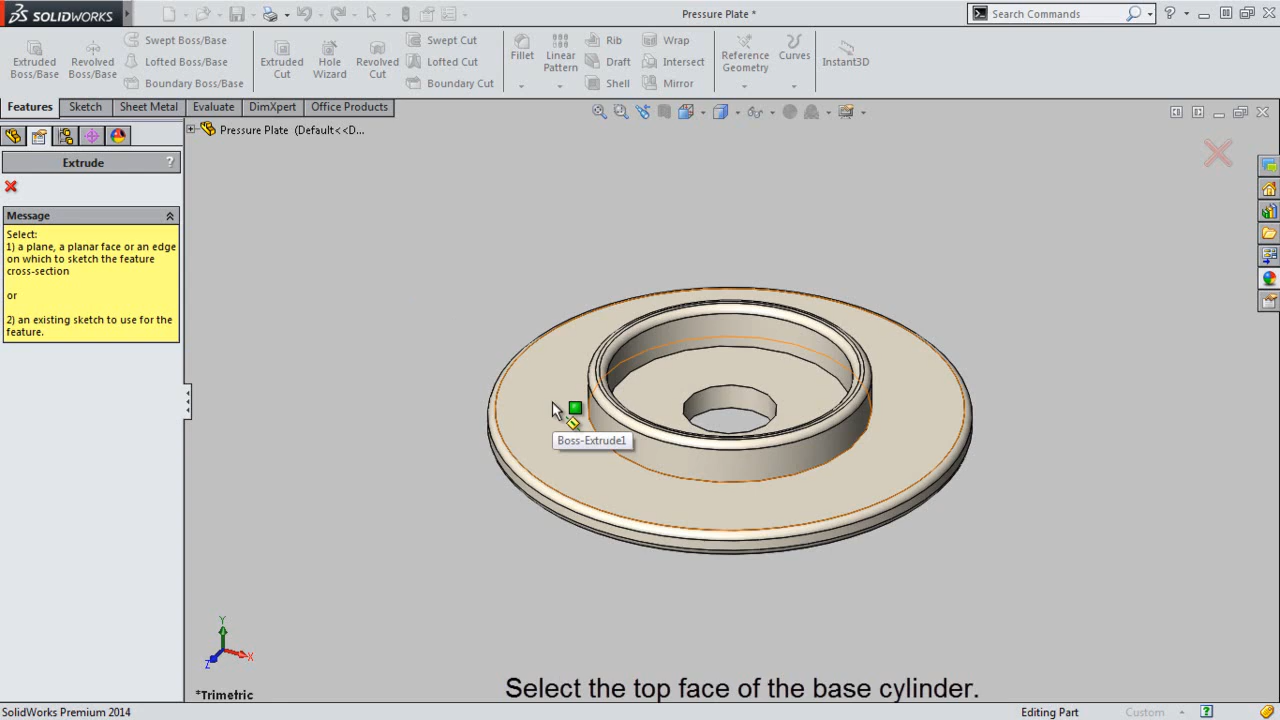 SOLIDWORKS
Pressure Plate *
Search Commands
Extruded Boss/Base
Revolved Boss/Base
Swept Boss/Base
Lofted Boss/Base
Boundary Boss/Base
Extruded Cut
Hole Wizard
Revolved Cut
Swept Cut
Lofted Cut
Boundary Cut
Fillet
Linear Pattern
Rib
Draft
Shell
Wrap
Intersect
Mirror
Reference Geometry
Curves
Instant3D
Features
Sketch
Sheet Metal
Evaluate
DimXpert
Office Products
Pressure Plate (Default<<D...
Extrude
?
Message
Select:
1) a plane, a planar face or an edge
on which to sketch the feature
cross-section
or
2) an existing sketch to use for the
feature.
Boss-Extrude1
Y
X
Z
*Trimetric
Select the top face of the base cylinder.
SolidWorks Premium 2014
Editing Part
Custom
?